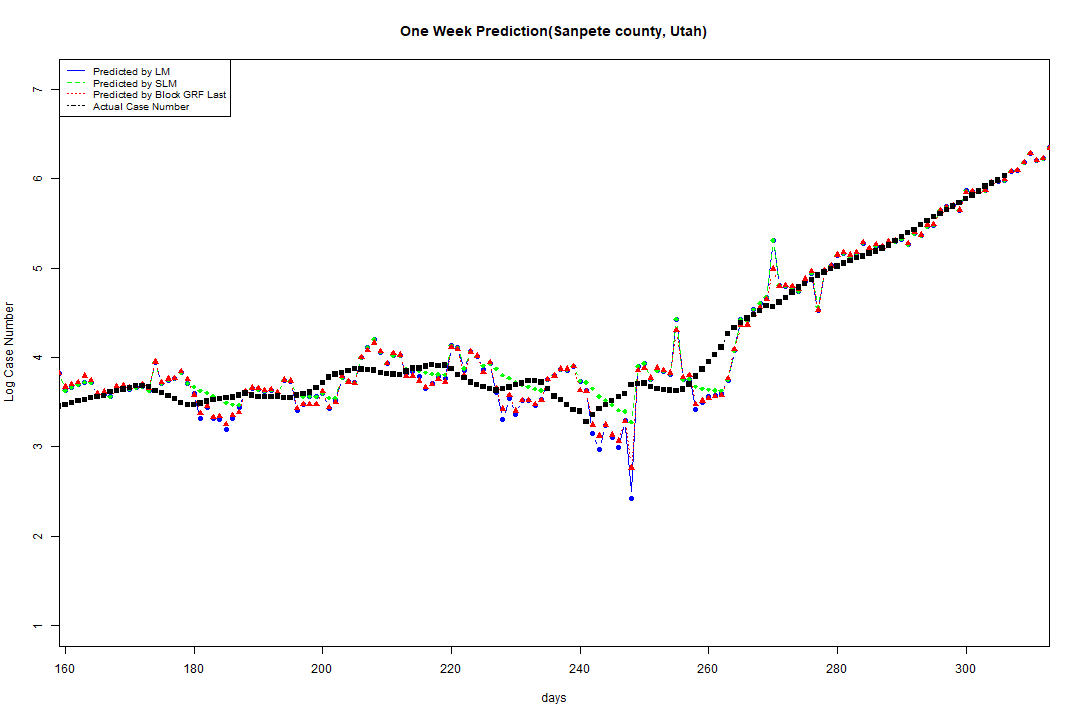 One Week Prediction(Sanpete county, Utah)
Predicted by LM
Predicted by SLM
Predicted by Block GRF Last
Actual Case Number
7
6
5
4
3
2
1
Log Case Number
160 180 200 220 240 260 280 300
days